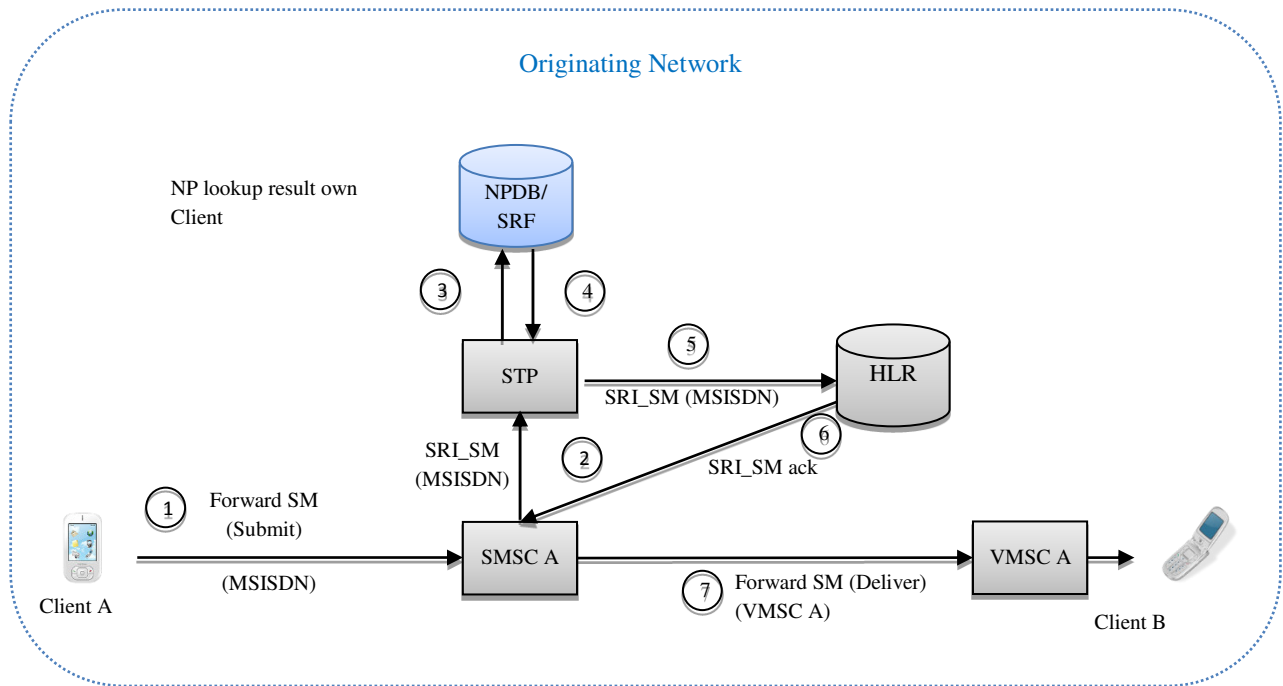 Originating Network
NP lookup result own
Client
NPDB/
SRF
3
4
STP
5
SRI_SM (MSISDN)
HLR
6
SRI_SM ack
SRI_SM
(MSISDN)
2
1
Forward SM
(Submit)
(MSISDN)
Client A
SMSC A
7
Forward SM (Deliver)
(VMSC A)
VMSC A
Client B